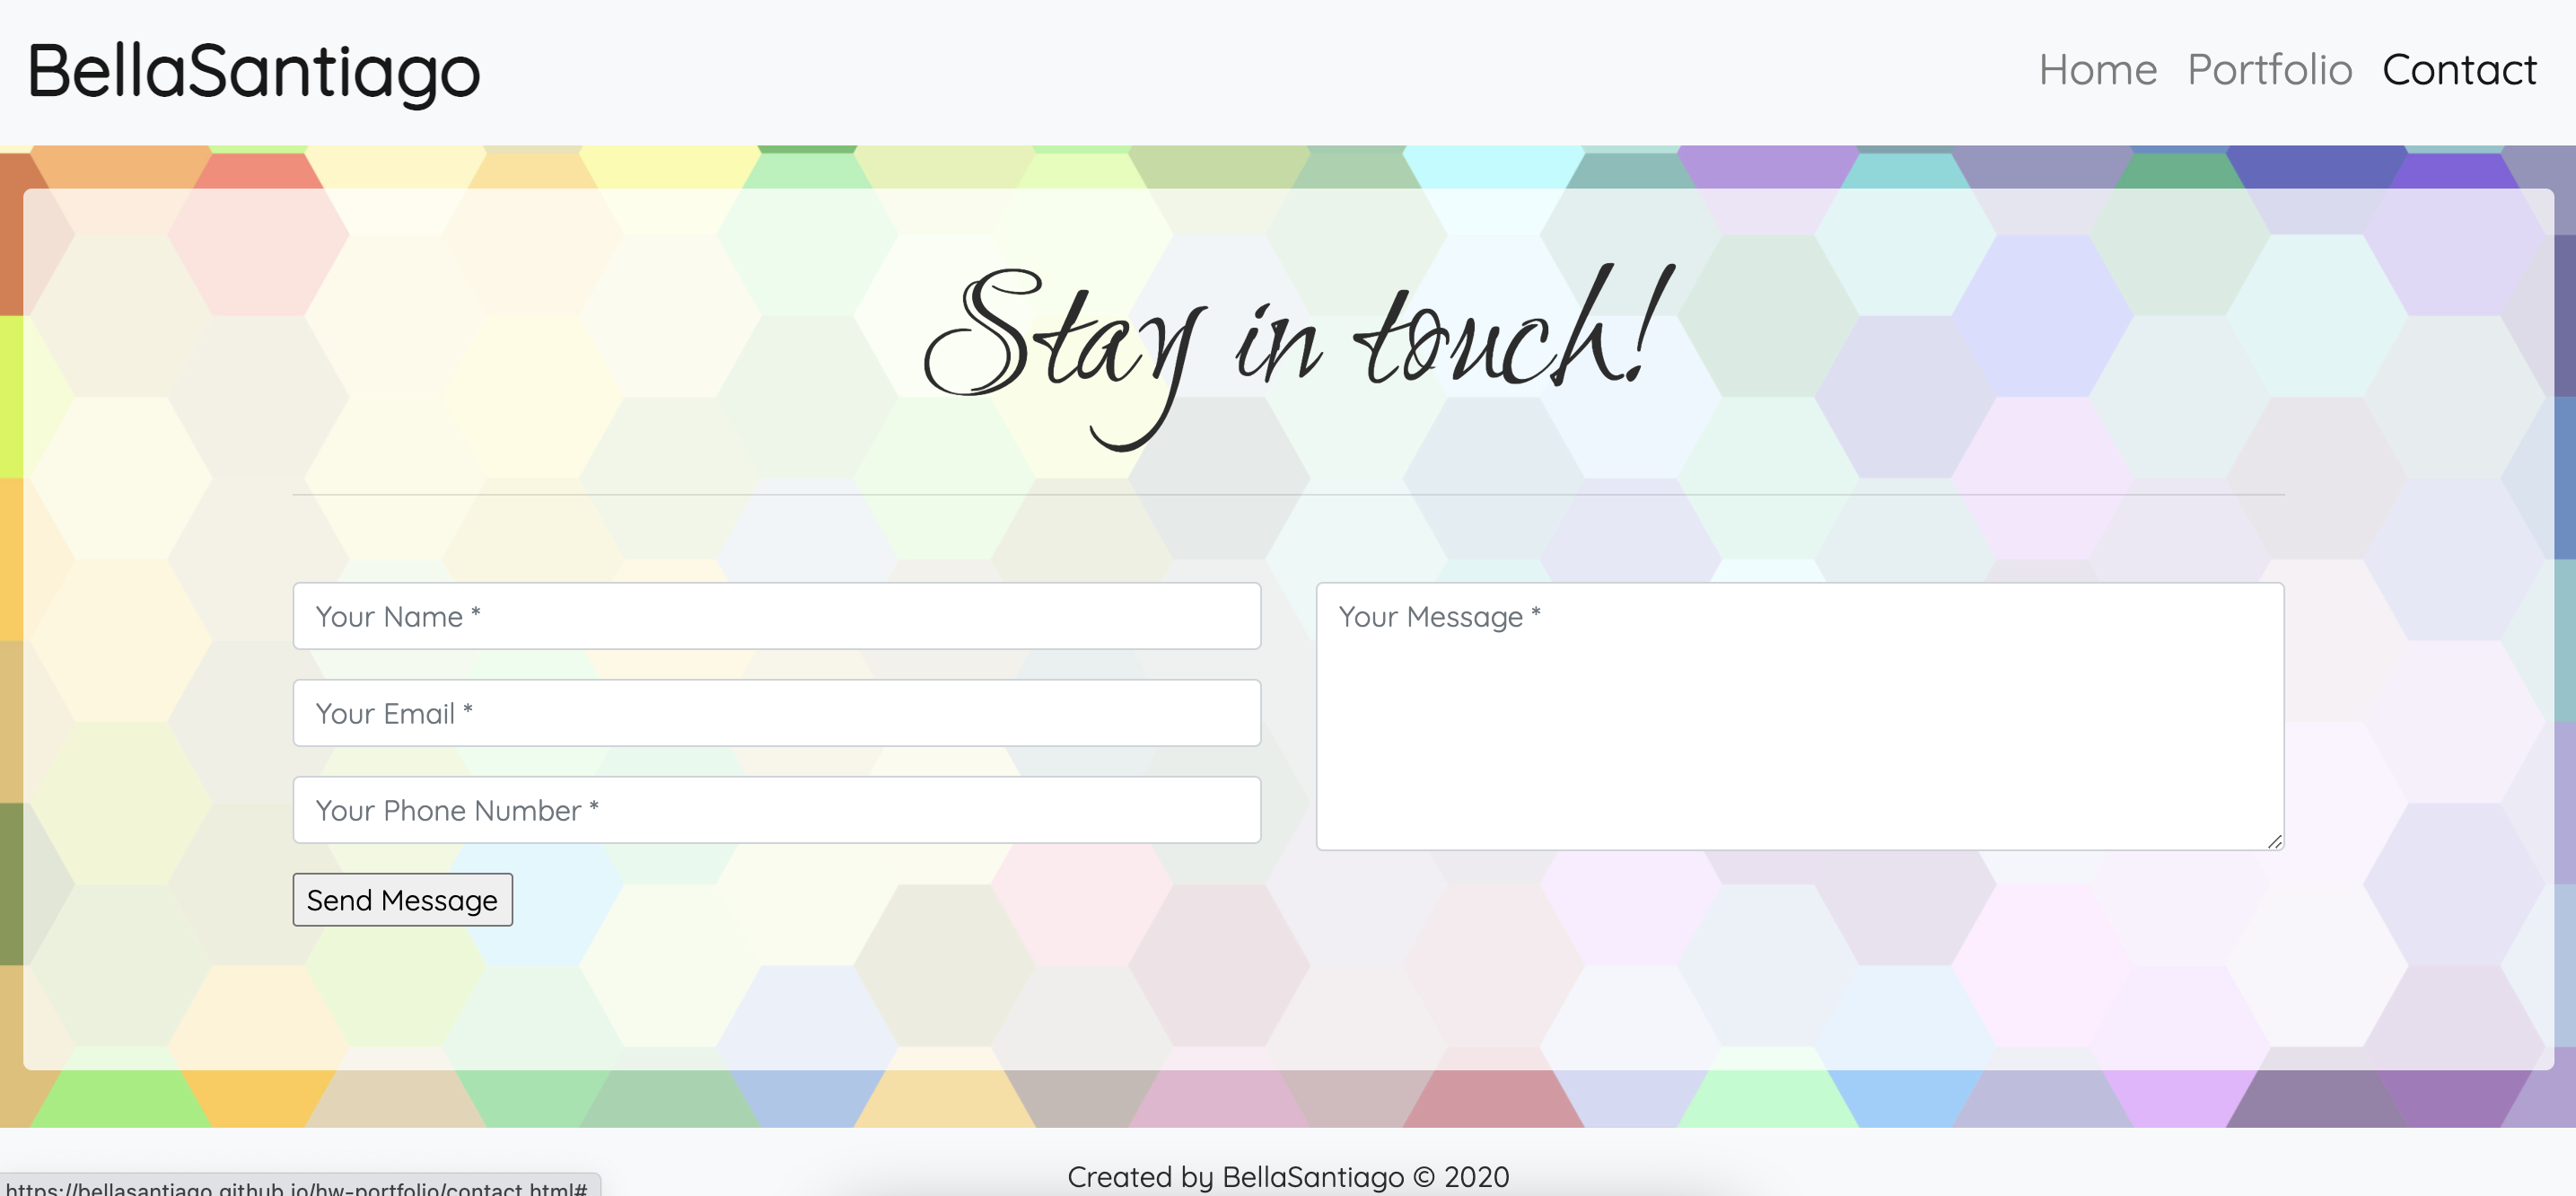 BellaSantiago
Home Portfolio Contact
Stay in touch!
Your Name *
Your Email *
Your Phone Number *
Your Message *
Send Message
Created by BellaSantiago © 2020
https://bellasantiago.github.io/hw-portfolio/contact.html#